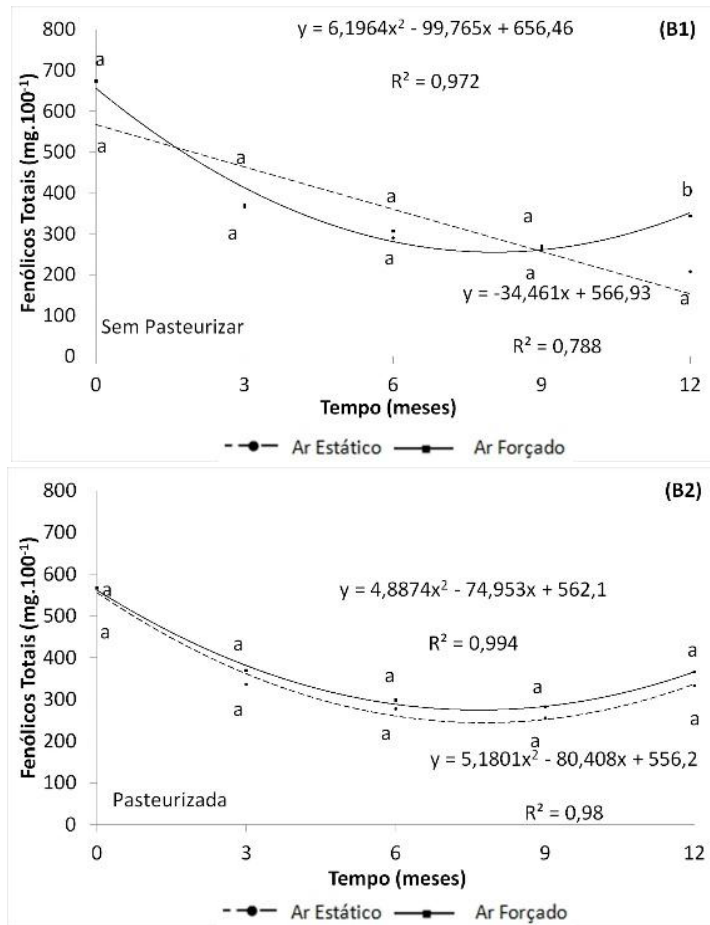 y = 6,1964x² - 99,765x + 656,46
(B1)
R² = 0,972
Fenólicos Totais (mg.100⁻¹)
800
700
600
500
400
300
200
100
0
a
a
a
a
a
a
a
a
b
a
y = -34,461x + 566,93
R² = 0,788
Sem Pasteurizar
0 3 6 9 12
Tempo (meses)
Ar Estático Ar Forçado
(B2)
Fenólicos Totais (mg.100⁻¹)
800
700
600
500
400
300
200
100
0
y = 4,8874x² - 74,953x + 562,1
R² = 0,994
a
a
a
a
a
a
a
a
a
a
y = 5,1801x² - 80,408x + 556,2
R² = 0,98
Pasteurizada
0 3 6 9 12
Tempo (meses)
Ar Estático Ar Forçado